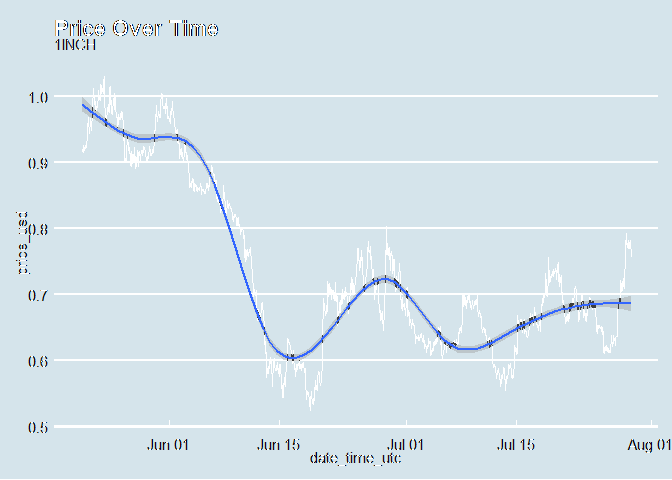 Price Over Time
1INCH
1.0
0.9
0.8
0.7
0.6
0.5
price_usd
Jun 01
Jun 15
Jul 01
Jul 15
Aug 01
date_time_utc